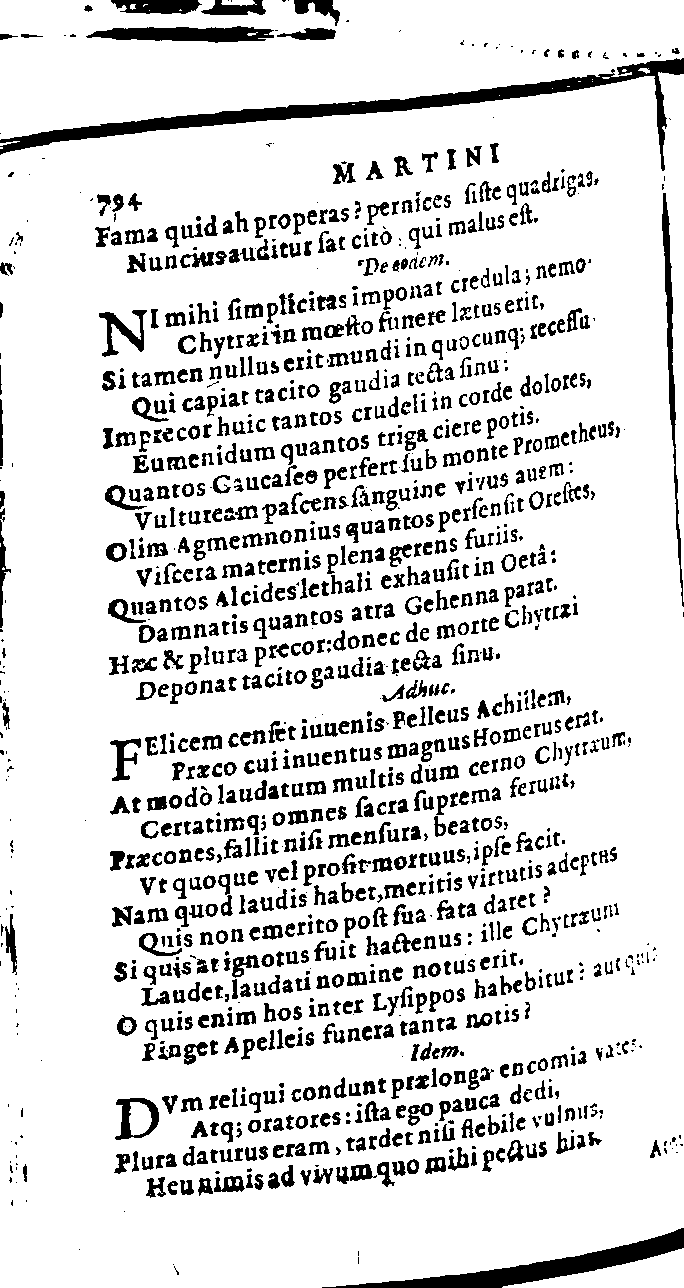 794
MARTINI
Fama quid ah properas? pernices ſiſte quadrigas,
Nuncius auditur ſat citò, qui malus eſt.
De eodem.
NI mihi ſimplicitas imponat credula; nemo
Chytræi in mœſto funere lætus erit,
Si tamen nullus erit mundi in quocunq; receſſu
Qui capiat tacito gaudia tecta ſinu:
Imprecor huic tantos crudeli in corde dolores,
Eumenidum quantos triga ciere potis.
Quantos Caucaſeo perfert ſub monte Prometheus,
Vultuream paſcens ſanguine vivus auem:
Olim Agmemnonius quantos perſenſit Oreſtes,
Viſcera maternis plena gerens furiis.
Quantos Alcides lethali exhauſit in Oetâ:
Damnatis quantos atra Gehenna parat.
Hæc & plura precor: donec de morte Chytræi
Deponat tacito gaudia tecta ſinu.
Adhuc.
FElicem cenſet iuuenis Pelleus Achillem,
Præco cui inuentus magnus Homerus erat.
At modò laudatum multis dum cerno Chytræum,
Certatimq; omnes ſacra ſuprema ferunt,
Præcones, fallit niſi menſura, beatos,
Vt quoque vel proſit mortuus, ipſe facit.
Nam quod laudis habet, meritis virtutis adeptus
Quis non emerito poſt ſua fata daret?
Si quis at ignotus fuit hactenus: ille Chytræum
Laudet, laudati nomine notus erit.
O quis enim hos inter Lyſippos habebitur? aut quis
Pinget Apelleis funera tanta notis?
Idem.
DVm reliqui condunt prælonga encomia vates.
Atq; oratores: iſta ego pauca dedi,
Plura daturus eram, tardet niſi flebile vulnus,
Heu nimis ad vivum quo mihi pectus hiat.